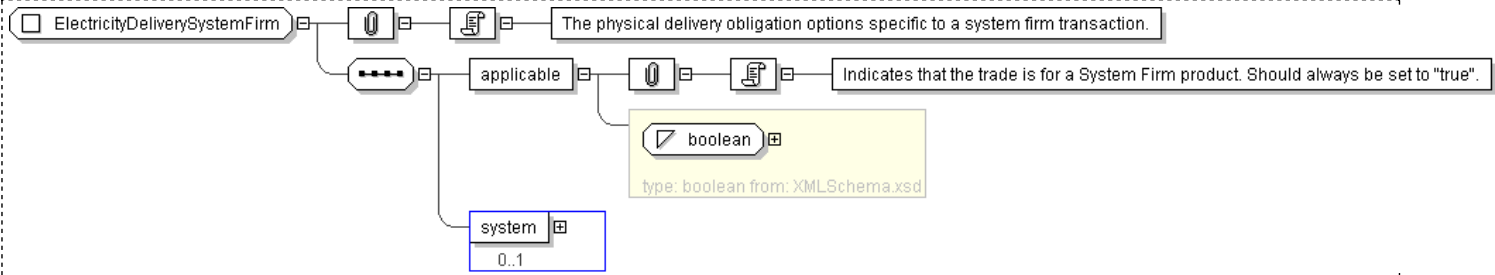 ElectricityDeliverySystemFirm
The physical delivery obligation options specific to a system firm transaction.
applicable
Indicates that the trade is for a System Firm product. Should always be set to "true".
boolean
type: boolean from: XMLSchema.xsd
system
0..1